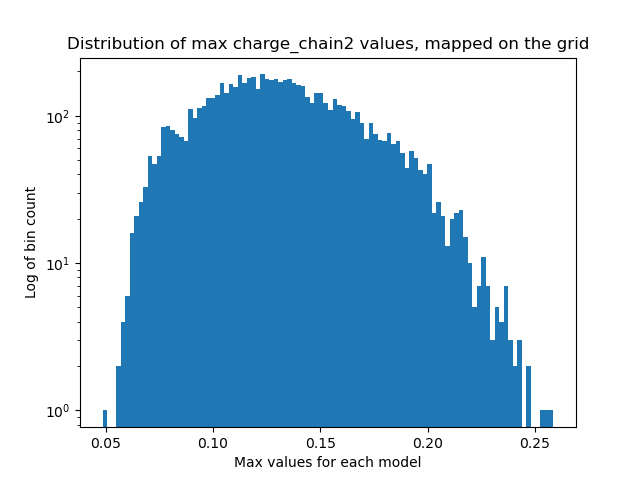 Distribution of max charge_chain2 values, mapped on the grid
Log of bin count
10²
10¹
10⁰
0.05 0.10 0.15 0.20 0.25
Max values for each model